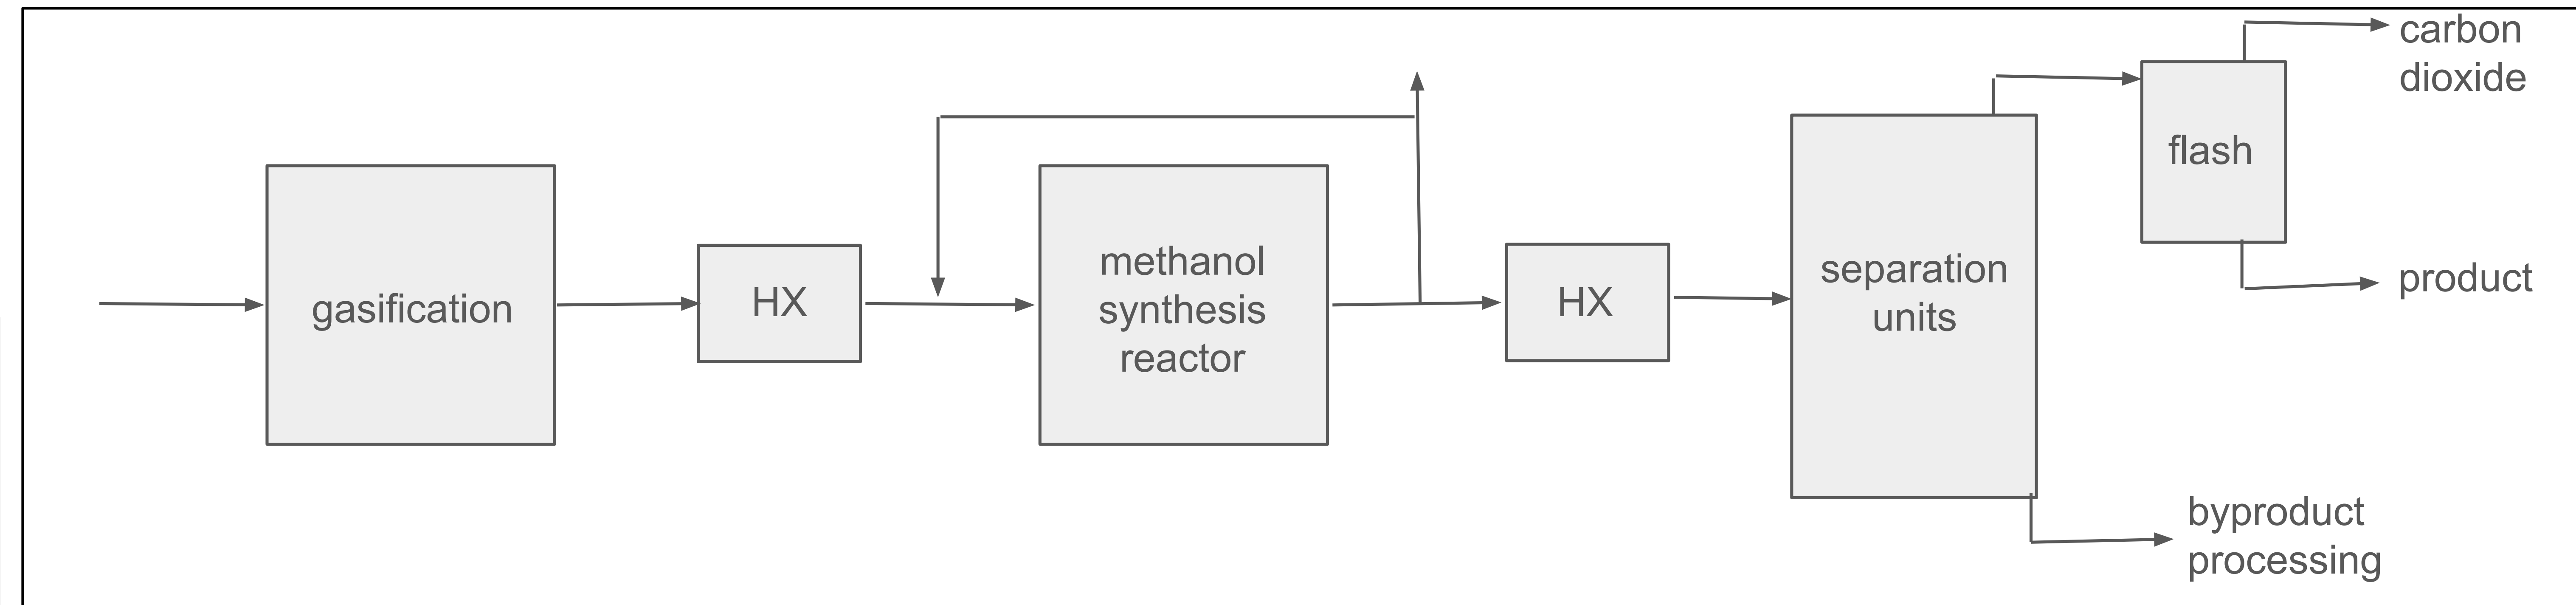 gasification
HX
methanol
synthesis
reactor
HX
separation
units
flash
carbon
dioxide
product
byproduct
processing